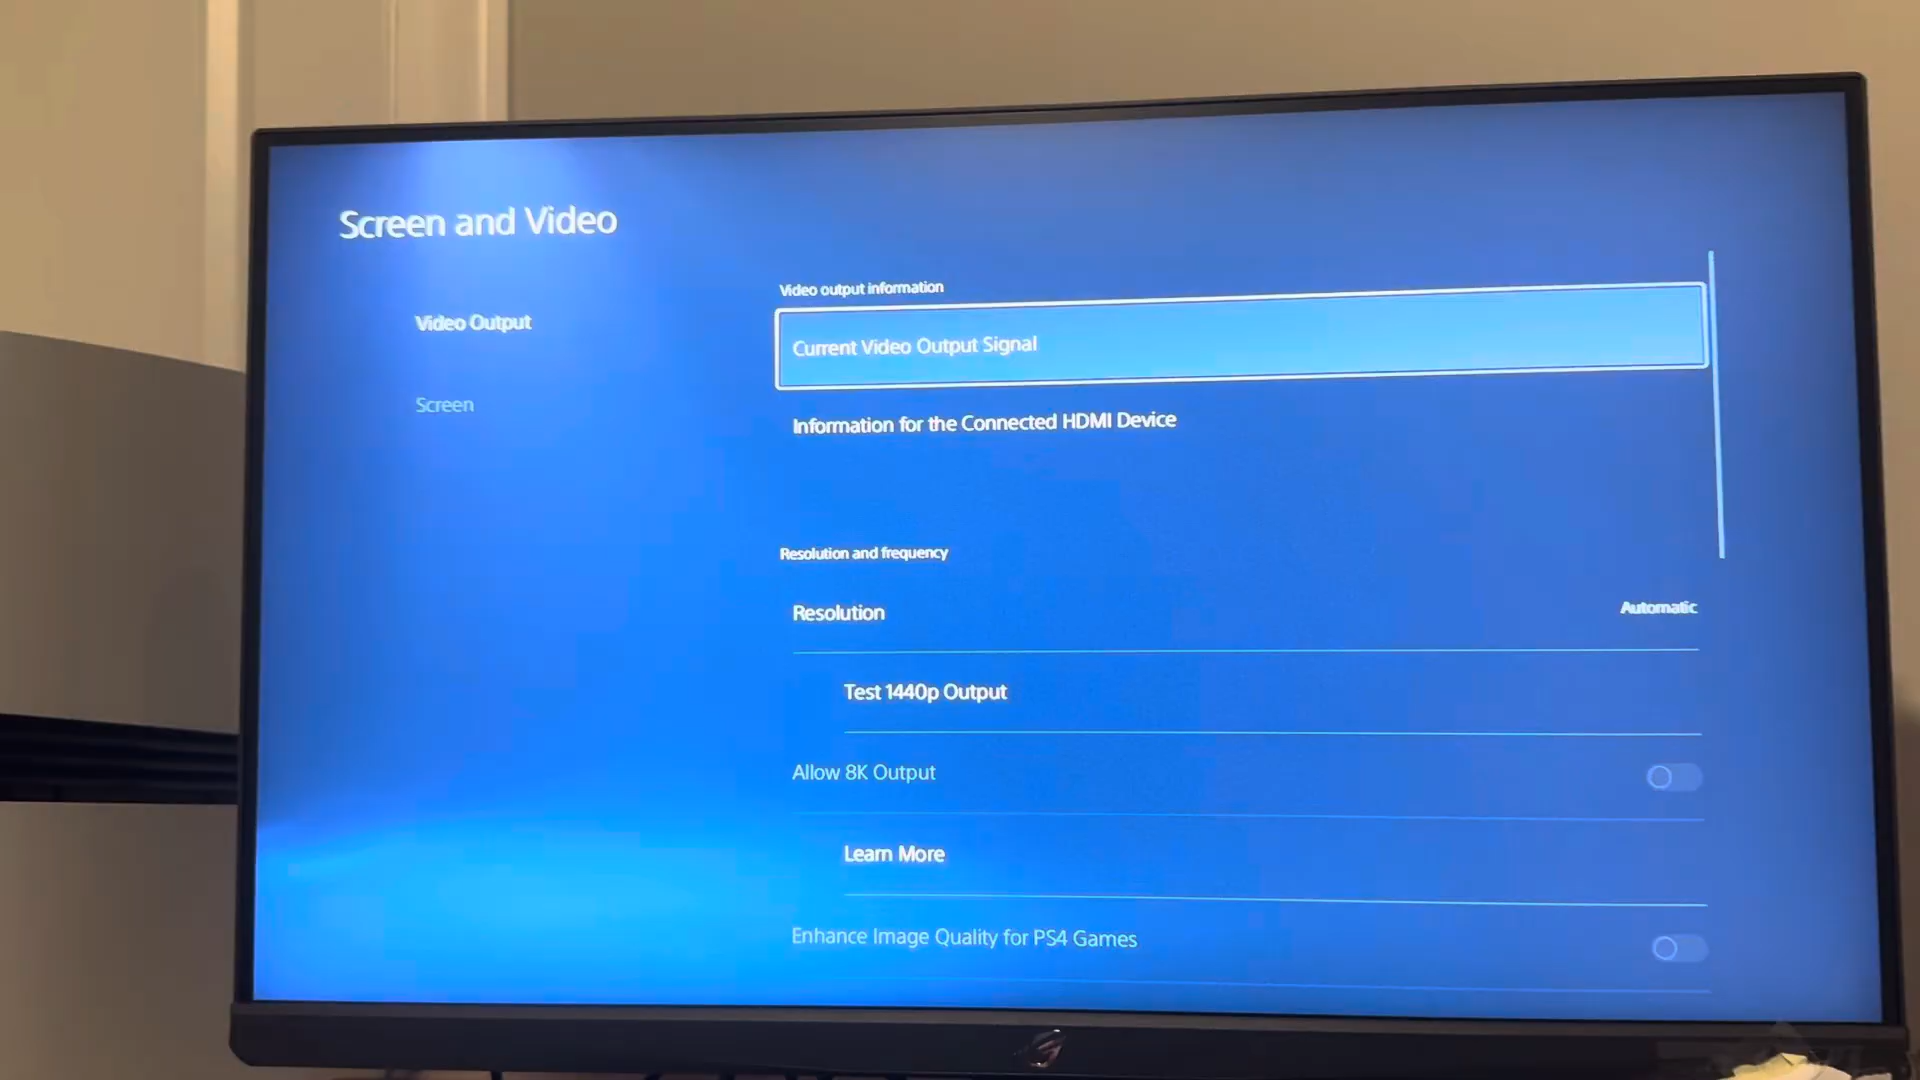 Screen and Video
Video Output
Screen
Video output information
Current Video Output Signal
Information for the Connected HDMI Device
Resolution and frequency
Resolution
Automatic
Test 1440p Output
Allow 8K Output
Learn More
Enhance Image Quality for PS4 Games